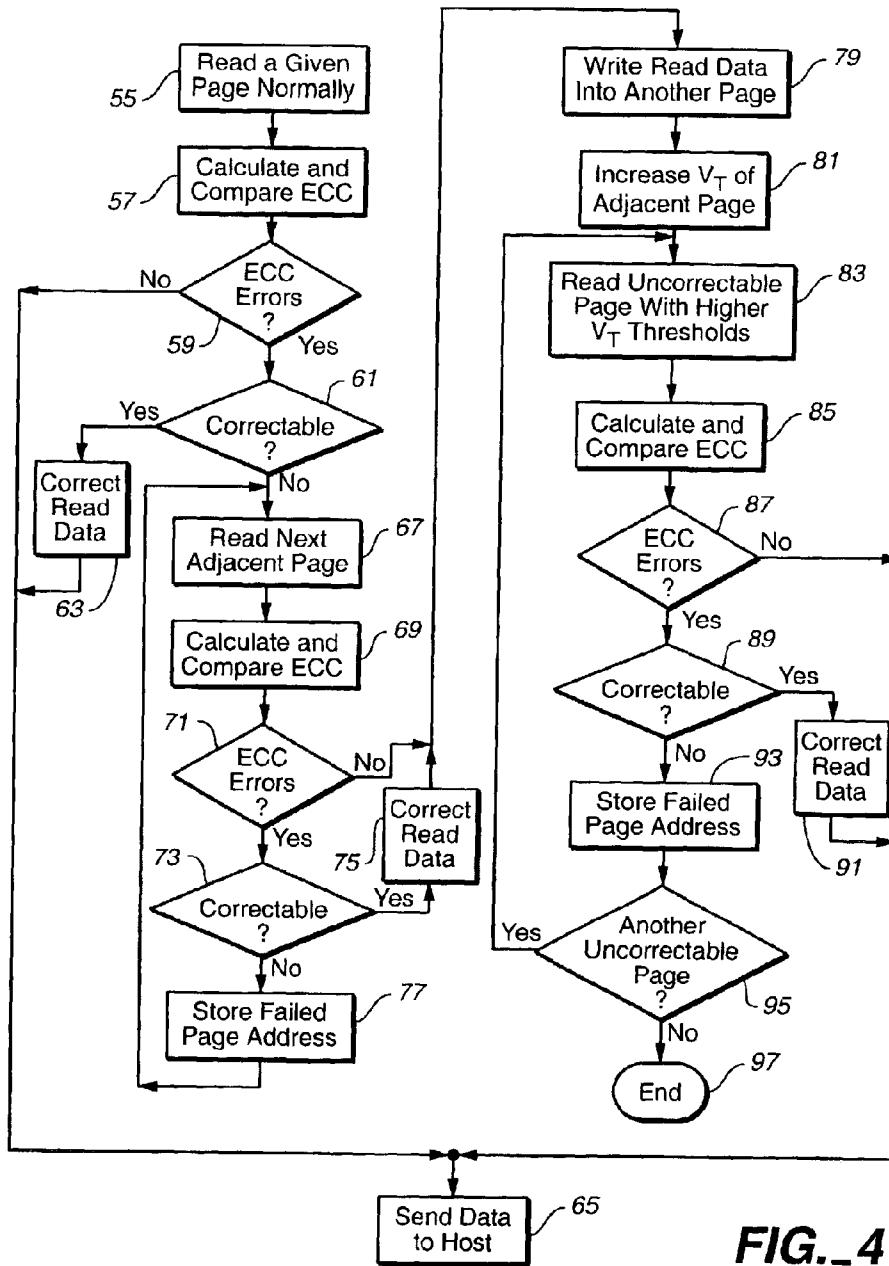 Read a Given
Page Normally
55
Calculate and
Compare ECC
57
ECC
Errors
?
59
No
Yes
61
Correctable
?
Yes
No
Correct
Read
Data
63
Read Next
Adjacent Page
67
Calculate and
Compare ECC
69
71
ECC
Errors
?
No
Yes
73
Correctable
?
Yes
No
75
Correct
Read
Data
Store Failed
Page Address
77
Write Read Data
Into Another Page
79
Increase VT of
Adjacent Page
81
Read Uncorrectable
Page With Higher
VT Thresholds
83
Calculate and
Compare ECC
85
87
ECC
Errors
?
No
Yes
89
Correctable
?
Yes
No
Correct
Read
Data
91
93
Store Failed
Page Address
Another
Uncorrectable
Page
?
Yes
95
No
End
97
Send Data
to Host
65
FIG._4